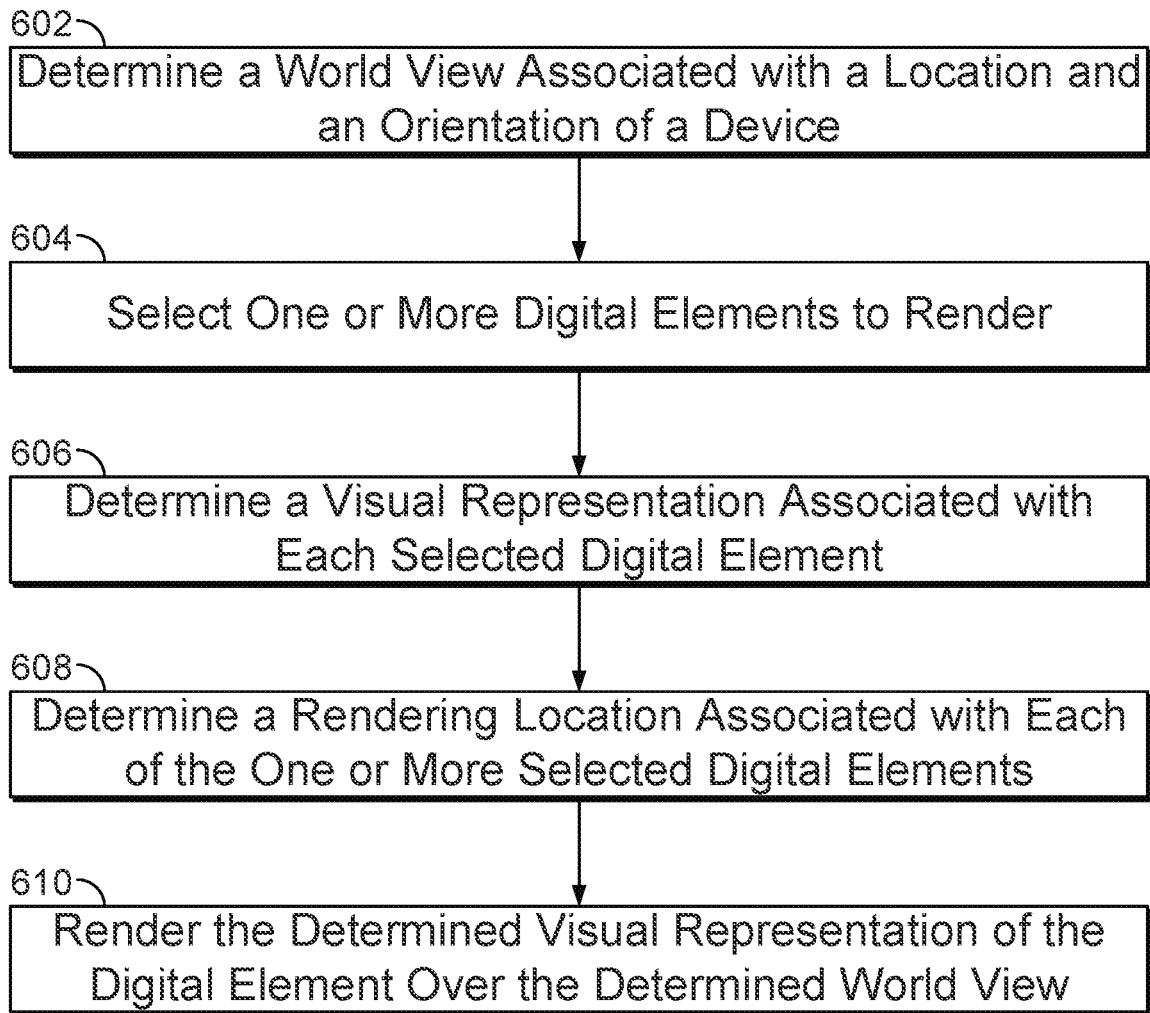 602
Determine a World View Associated with a Location and
an Orientation of a Device
604
Select One or More Digital Elements to Render
606
Determine a Visual Representation Associated with
Each Selected Digital Element
608
Determine a Rendering Location Associated with Each
of the One or More Selected Digital Elements
610
Render the Determined Visual Representation of the
Digital Element Over the Determined World View